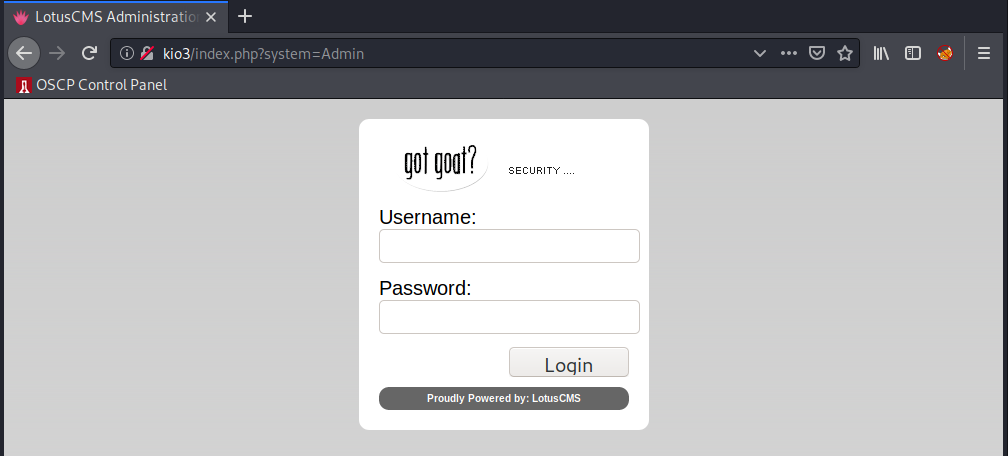 LotusCMS Administratio
kio3/index.php?system=Admin
OSCP Control Panel
got goat?
SECURITY ....
Username:
Password:
Login
Proudly Powered by: LotusCMS